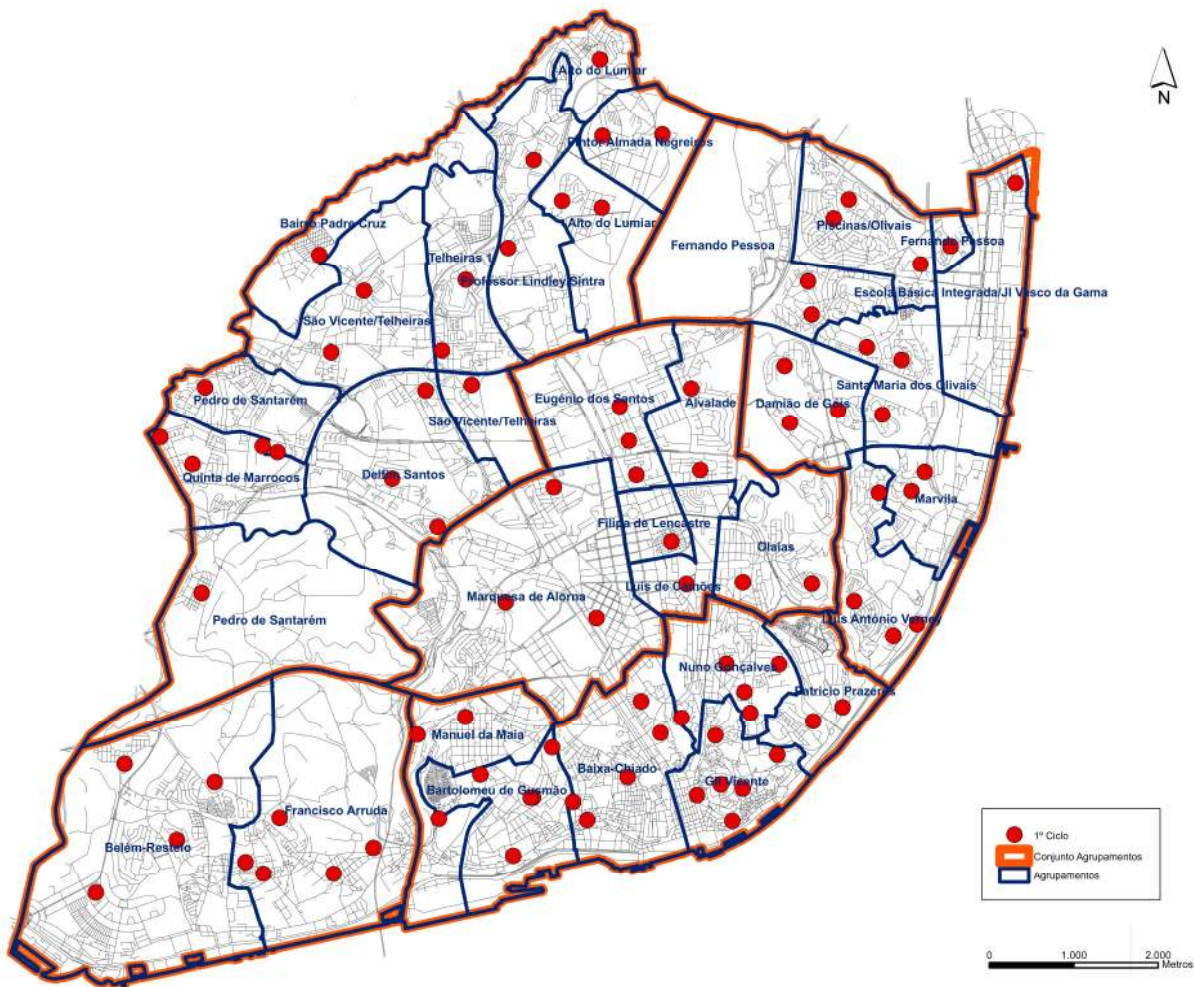 Alto do Lumiar
N
Pintor Almada Negreiros
Bairro Padre Cruz
Alto do Lumiar
Piscinas/Olivais
Fernando Pessoa
Fernando Pessoa
Telheiras 1
Professor Lindley Sintra
Escola Básica Integrada/JI Vasco da Gama
São Vicente/Telheiras
Santa Maria dos Olivais
Pedro de Santarém
Eugénio dos Santos
Alvalade
Damião de Góis
São Vicente/Telheiras
Quinta de Marrocos
Delfim Santos
Marvila
Filipa de Lencastre
Olaias
Luís de Camões
Marquesa de Alorna
Pedro de Santarém
Luís António Verney
Nuno Gonçalves
Patrício Prazeres
Manuel da Maia
Baixa-Chiado
Gil Vicente
Bartolomeu de Gusmão
Francisco Arruda
Belém-Restelo
1º Ciclo
Conjunto Agrupamentos
Agrupamentos
0 1.000 2.000
Metros